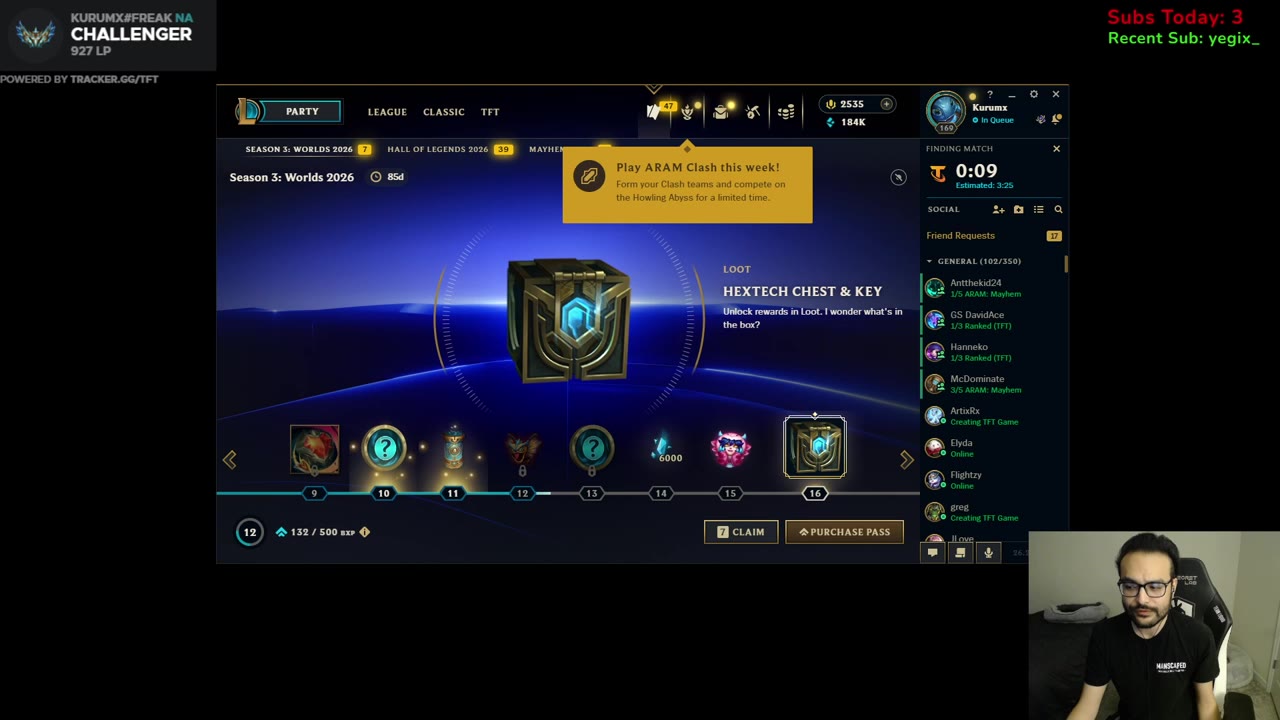 KURUMX#FREAK NA
CHALLENGER
927 LP
POWERED BY TRACKER.GG/TFT
Subs Today: 3
Recent Sub: yegix_
PARTY
LEAGUE
CLASSIC
TFT
47
2535
184K
169
Kurumx
In Queue
SEASON 3: WORLDS 2026 7
HALL OF LEGENDS 2026 39
Season 3: Worlds 2026
85d
Play ARAM Clash this week!
Form your Clash teams and compete on
the Howling Abyss for a limited time.
FINDING MATCH
0:09
Estimated: 3:25
SOCIAL
Friend Requests
17
GENERAL (102/350)
Antthekid24
1/5 ARAM: Mayhem
GS DavidAce
1/3 Ranked (TFT)
Hanneko
1/3 Ranked (TFT)
McDominate
3/5 ARAM: Mayhem
ArtixRx
Creating TFT Game
Elyda
Online
Flightzy
Online
greg
Creating TFT Game
LOOT
HEXTECH CHEST & KEY
Unlock rewards in Loot. I wonder what's in
the box?
6000
9
10
11
12
13
14
15
16
12
132 / 500 BXP
7 CLAIM
PURCHASE PASS
MANSCAPED